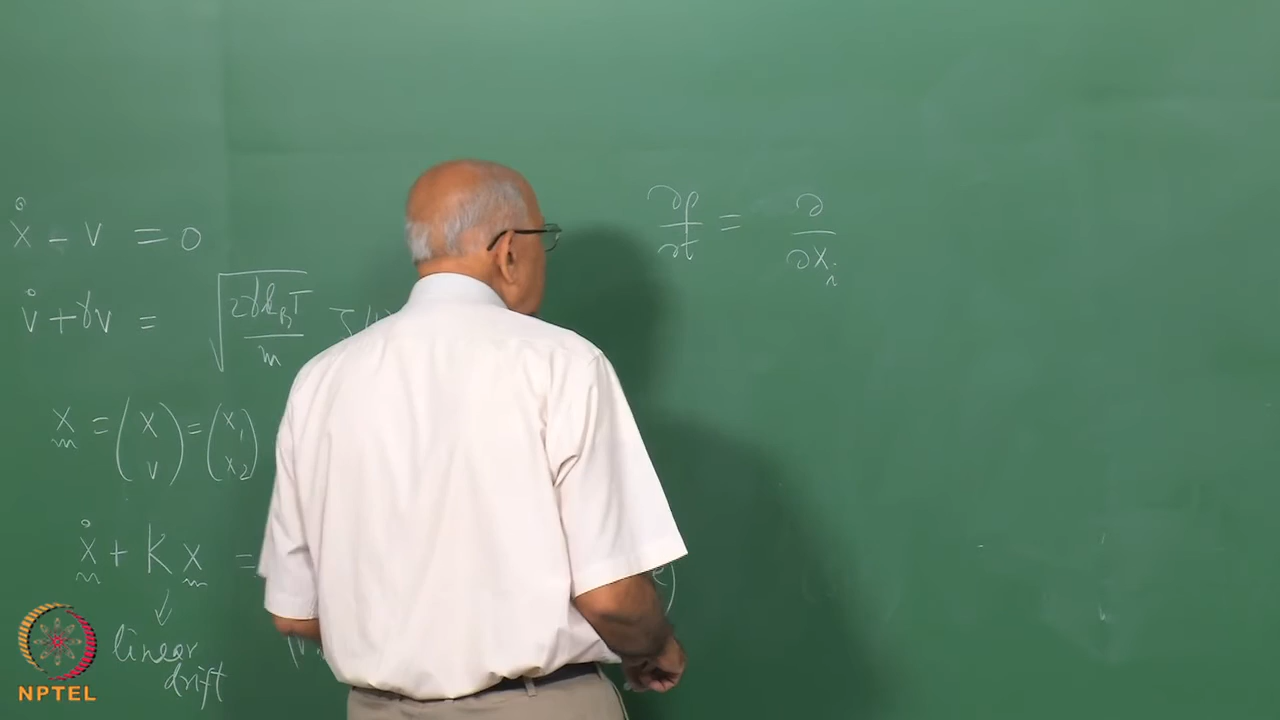 ẋ - v = 0
v̇ + γv = √(2γk_BT / m) ζ(
x = (x v) = (x₁ x₂)
ẋ + K x =
linear
drift
∂ρ/∂t = ∂/∂x_i
NPTEL